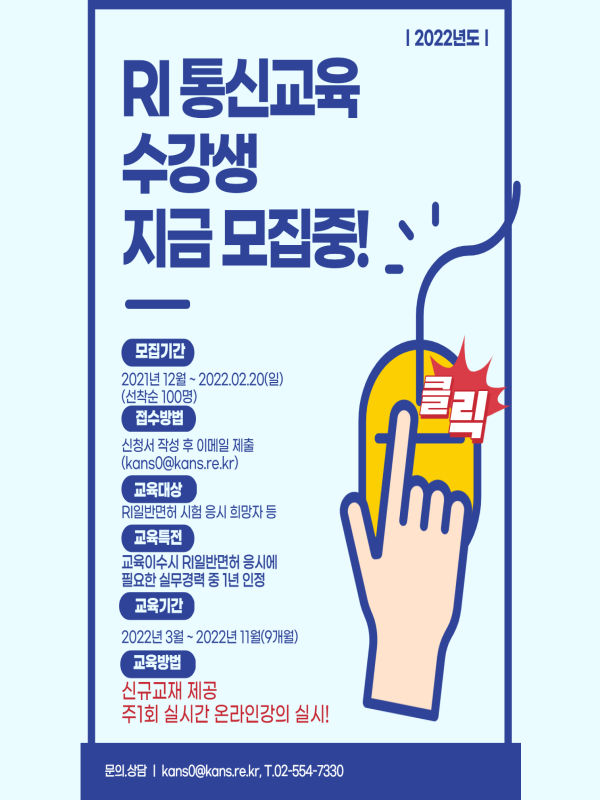 | 2022년도 |
RI 통신교육
수강생
지금 모집중!
모집기간
2021년 12월 ~ 2022.02.20(일)
(선착순 100명)
접수방법
신청서 작성 후 이메일 제출
(kans0@kans.re.kr)
교육대상
RI일반면허 시험 응시 희망자 등
교육특전
교육이수시 RI일반면허 응시에
필요한 실무경력 중 1년 인정
교육기간
2022년 3월 ~ 2022년 11월(9개월)
교육방법
신규교재 제공
주1회 실시간 온라인강의 실시!
클릭
문의.상담 | kans0@kans.re.kr, T.02-554-7330